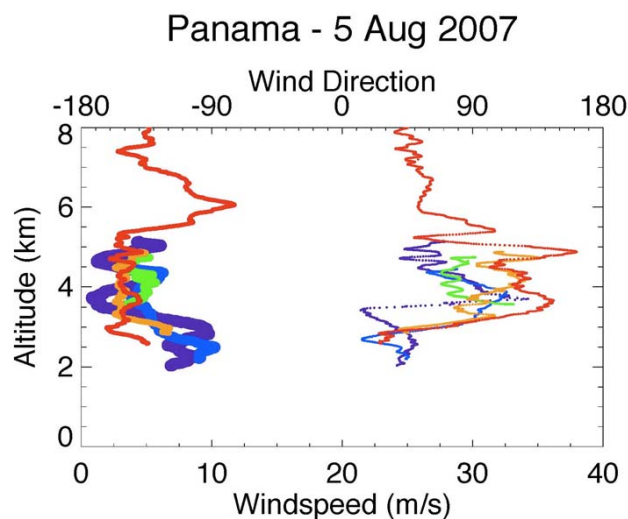 Panama - 5 Aug 2007
Wind Direction
-180 -90 0 90 180
8
6
4
2
0
Altitude (km)
0 10 20 30 40
Windspeed (m/s)